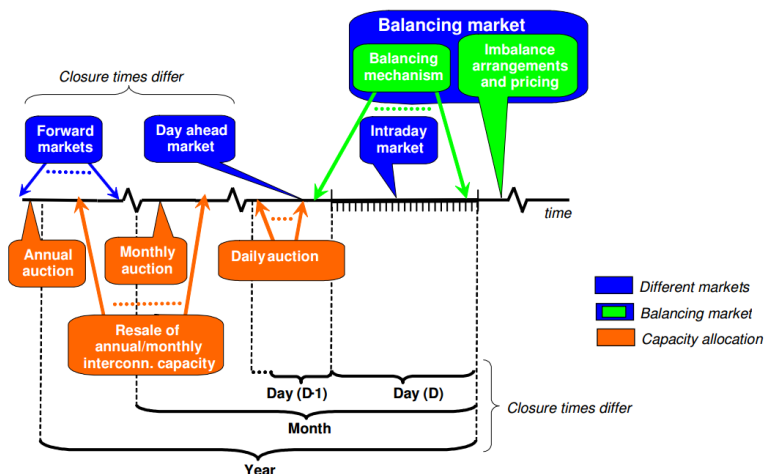 Balancing market
Balancing
mechanism
Imbalance
arrangements
and pricing
Closure times differ
Forward
markets
Day ahead
market
Intraday
market
time
Annual
auction
Monthly
auction
Daily auction
Resale of
annual/monthly
interconn. capacity
Different markets
Balancing market
Capacity allocation
Day (D-1)
Day (D)
Month
Closure times differ
Year